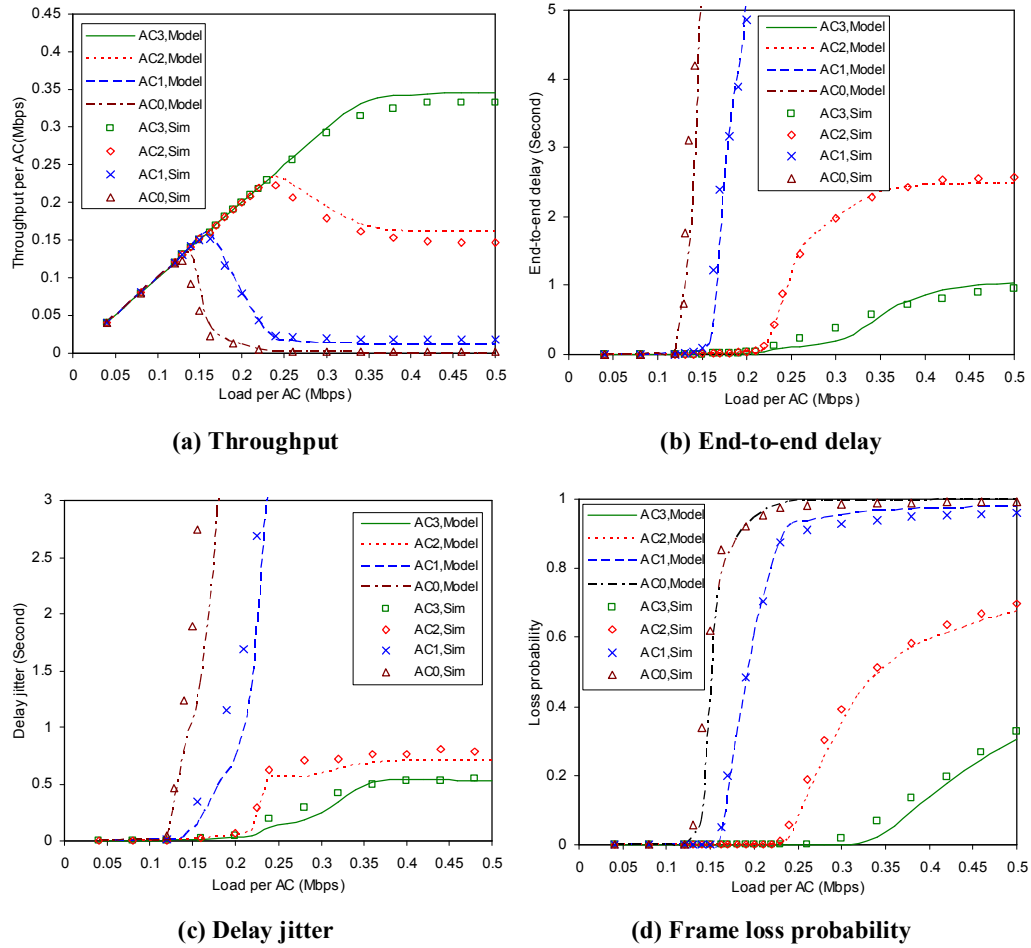 0.45
0.4
0.35
0.3
0.25
0.2
0.15
0.1
0.05
0
Throughput per AC(Mbps)
AC3,Model
AC2,Model
AC1,Model
AC0,Model
AC3,Sim
AC2,Sim
AC1,Sim
AC0,Sim
0 0.05 0.1 0.15 0.2 0.25 0.3 0.35 0.4 0.45 0.5
Load per AC (Mbps)
(a) Throughput
5
4
3
2
1
0
End-to-end delay (Second)
AC3,Model
AC2,Model
AC1,Model
AC0,Model
AC3,Sim
AC2,Sim
AC1,Sim
AC0,Sim
0 0.05 0.1 0.15 0.2 0.25 0.3 0.35 0.4 0.45 0.5
Load per AC (Mbps)
(b) End-to-end delay
3
2.5
2
1.5
1
0.5
0
Delay jitter (Second)
AC3,Model
AC2,Model
AC1,Model
AC0,Model
AC3,Sim
AC2,Sim
AC1,Sim
AC0,Sim
0 0.05 0.1 0.15 0.2 0.25 0.3 0.35 0.4 0.45 0.5
Load per AC (Mbps)
(c) Delay jitter
1
0.8
0.6
0.4
0.2
0
Loss probability
AC3,Model
AC2,Model
AC1,Model
AC0,Model
AC3,Sim
AC2,Sim
AC1,Sim
AC0,Sim
0 0.05 0.1 0.15 0.2 0.25 0.3 0.35 0.4 0.45 0.5
Load per AC (Mbps)
(d) Frame loss probability